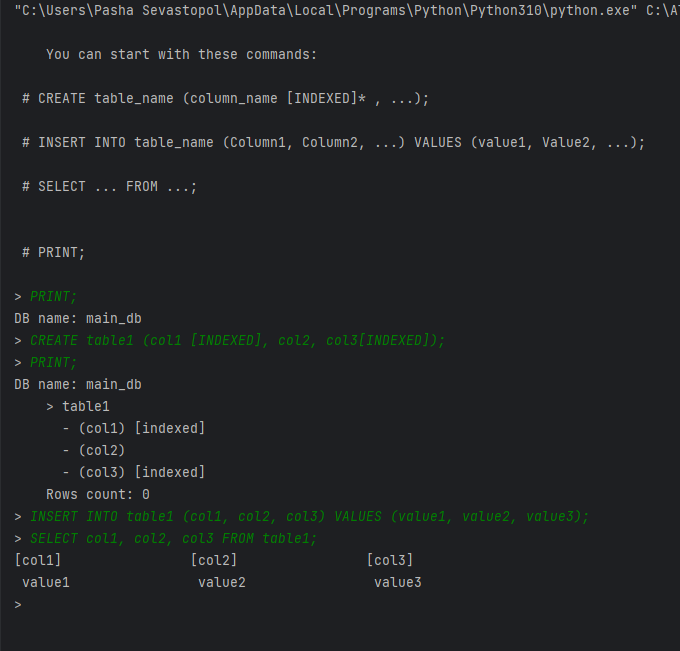 "C:\Users\Pasha Sevastopol\AppData\Local\Programs\Python\Python310\python.exe" C:\A
You can start with these commands:
# CREATE table_name (column_name [INDEXED]* , ...);
# INSERT INTO table_name (Column1, Column2, ...) VALUES (value1, Value2, ...);
# SELECT ... FROM ...;
# PRINT;
> PRINT;
DB name: main_db
> CREATE table1 (col1 [INDEXED], col2, col3[INDEXED]);
> PRINT;
DB name: main_db
> table1
- (col1) [indexed]
- (col2)
- (col3) [indexed]
Rows count: 0
> INSERT INTO table1 (col1, col2, col3) VALUES (value1, value2, value3);
> SELECT col1, col2, col3 FROM table1;
[col1] [col2] [col3]
value1 value2 value3
>